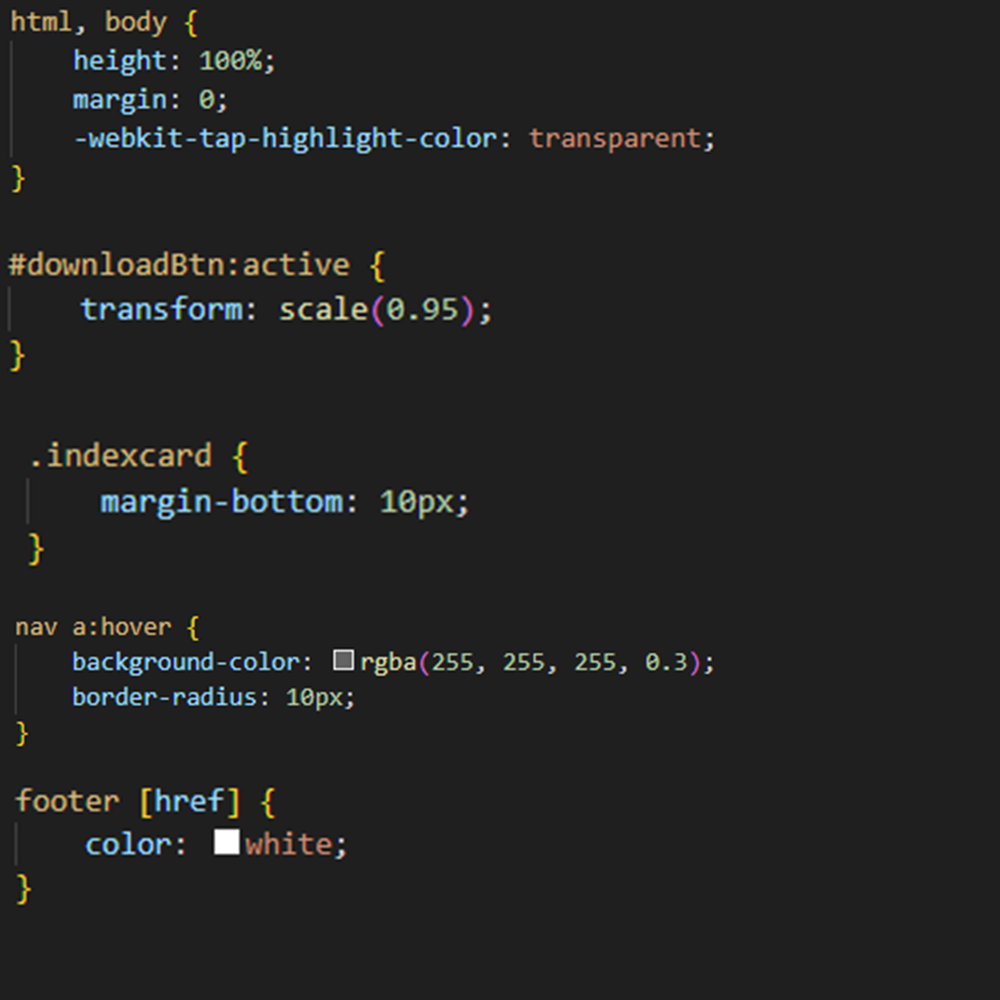 html, body {
    height: 100%;
    margin: 0;
    -webkit-tap-highlight-color: transparent;
}
#downloadBtn:active {
    transform: scale(0.95);
}
.indexcard {
    margin-bottom: 10px;
}
nav a:hover {
    background-color: rgba(255, 255, 255, 0.3);
    border-radius: 10px;
}
footer [href] {
    color: white;
}